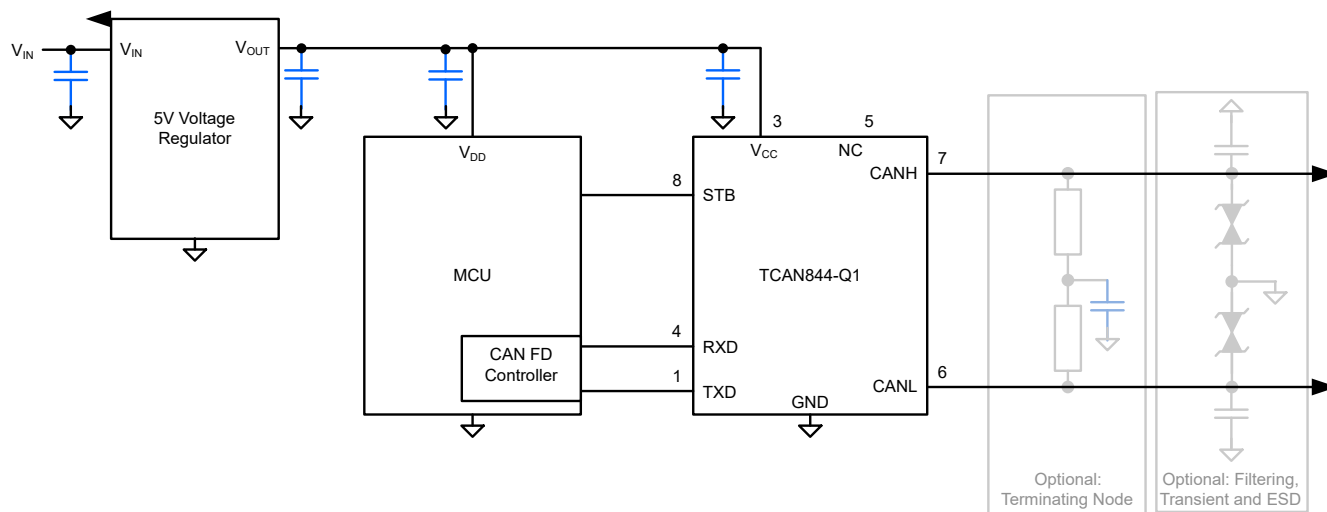 VIN
VIN
VOUT
5V Voltage
Regulator
3
5
VDD
VCC
NC
CANH
7
8
STB
MCU
TCAN844-Q1
4
RXD
CAN FD
Controller
1
TXD
CANL
6
GND
Optional:
Terminating Node
Optional: Filtering,
Transient and ESD